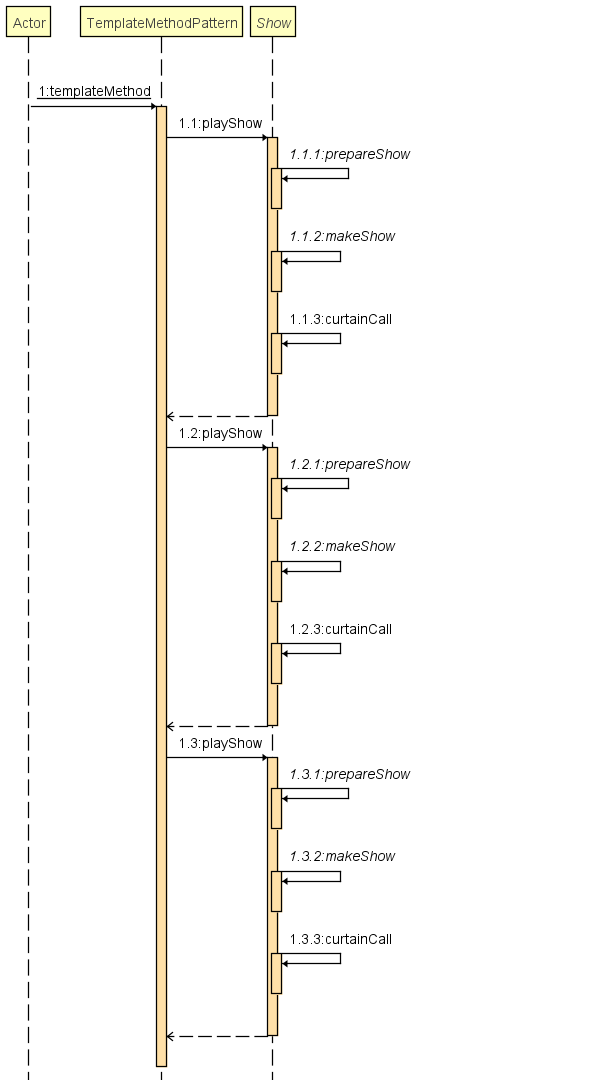 Actor TemplateMethodPattern Show
1:templateMethod
1.1:playShow
1.1.1:prepareShow
1.1.2:makeShow
1.1.3:curtainCall
1.2:playShow
1.2.1:prepareShow
1.2.2:makeShow
1.2.3:curtainCall
1.3:playShow
1.3.1:prepareShow
1.3.2:makeShow
1.3.3:curtainCall